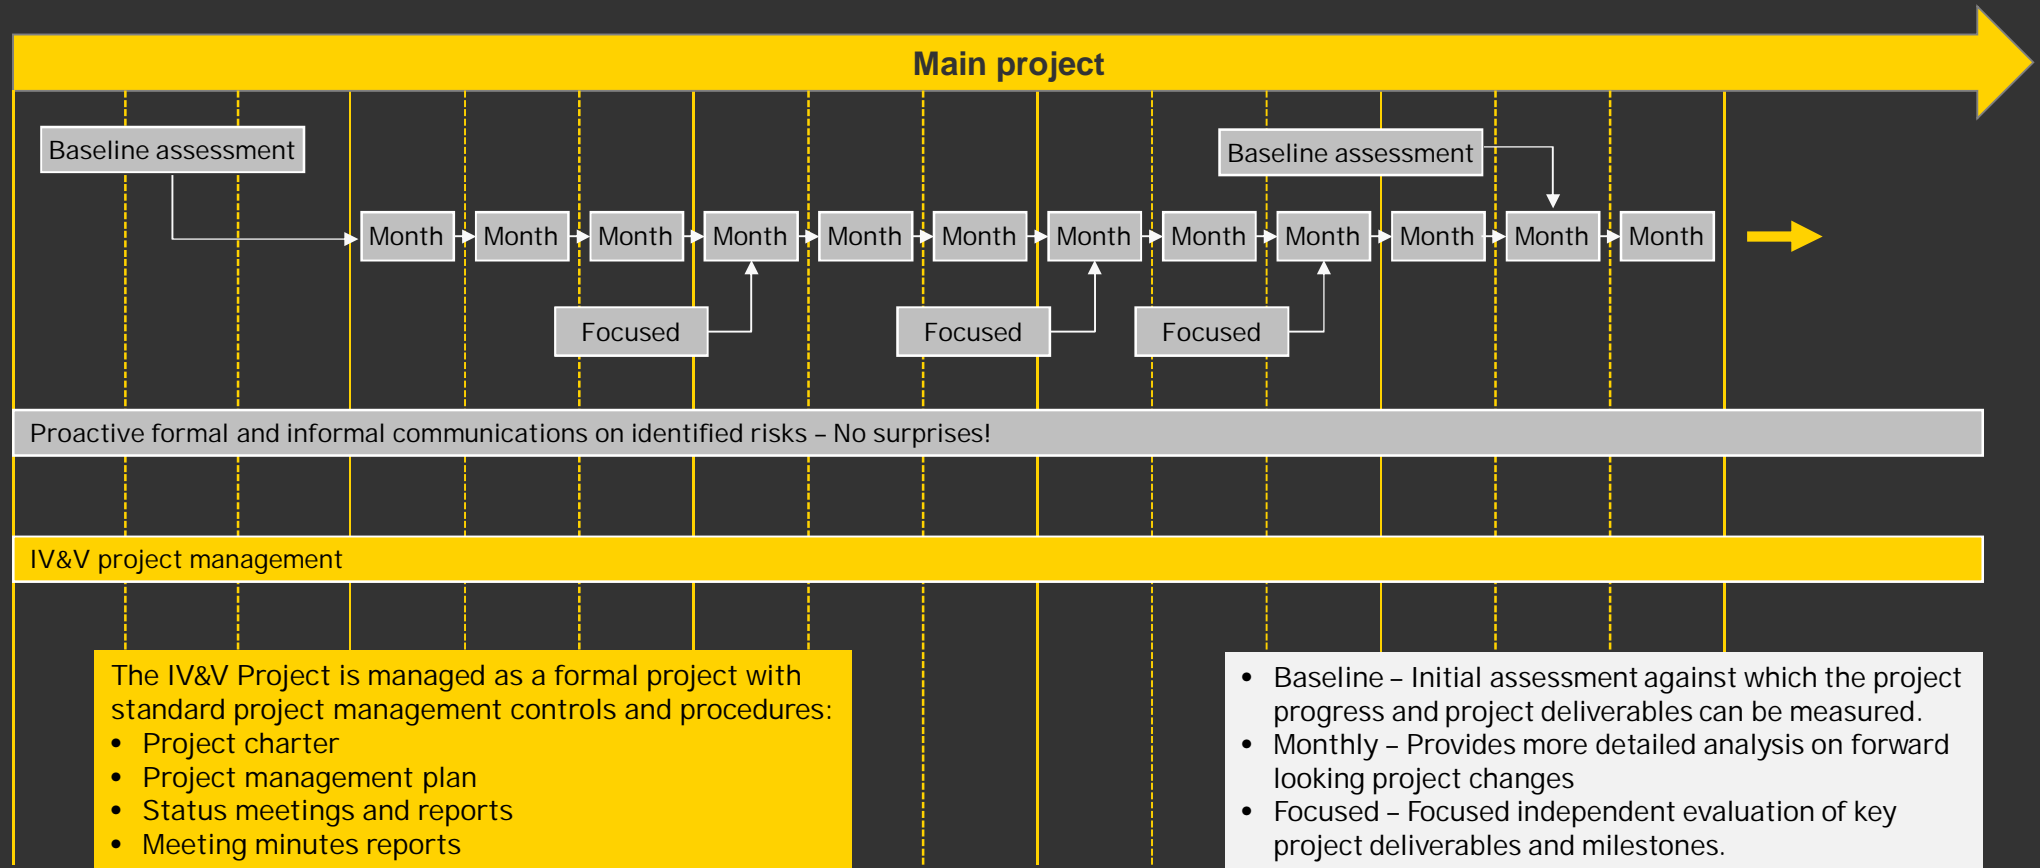 Main project
Baseline assessment
Baseline assessment
Month Month Month Month Month Month Month Month Month Month Month Month
Focused Focused Focused
Proactive formal and informal communications on identified risks – No surprises!
IV&V project management
The IV&V Project is managed as a formal project with
standard project management controls and procedures:
• Project charter
• Project management plan
• Status meetings and reports
• Meeting minutes reports
• Baseline – Initial assessment against which the project
progress and project deliverables can be measured.
• Monthly – Provides more detailed analysis on forward
looking project changes
• Focused – Focused independent evaluation of key
project deliverables and milestones.